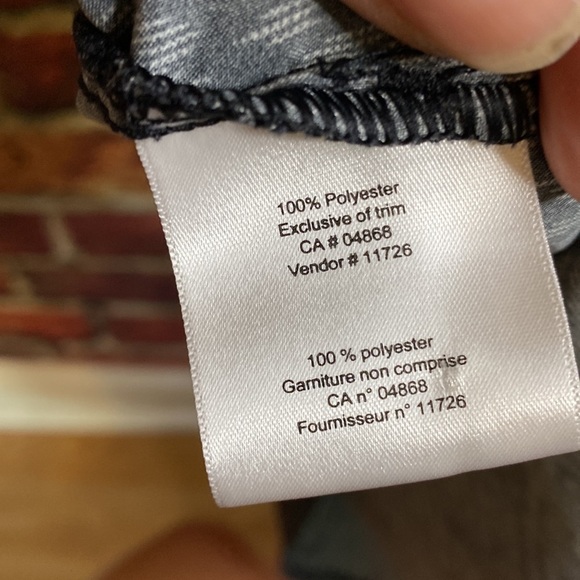 100% Polyester
Exclusive of trim
CA # 04868
Vendor # 11726
100 % polyester
Garniture non comprise
CA n° 04868
Fournisseur n° 11726